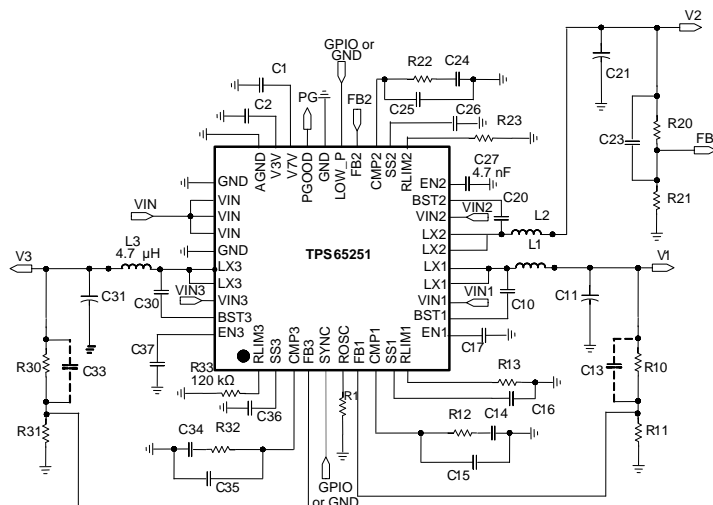 GPIO or
GND
V2
C1
R22
C24
C21
PG
C25
FB2
C26
C2
R23
C23
R20
FB
R21
AGND
V3V
V7V
PGOOD
GND
LOW_P
FB2
CMP2
SS2
RLIM2
C27
4.7 nF
GND
EN2
VIN
BST2
C20
VIN
VIN
VIN2
VIN2
VIN
LX2
L2
GND
LX2
L1
TPS65251
V3
L3
4.7 µH
LX3
LX1
V1
LX3
LX1
C31
C30
VIN3
VIN3
VIN1
VIN1
C10
C11
BST3
BST1
EN3
EN1
C17
C37
RLIM3
SS3
CMP3
FB3
SYNC
ROSC
FB1
CMP1
SS1
RLIM1
R30
C33
R33
120 kΩ
R13
C13
R10
C36
R1
C16
R31
C34
R32
R12
C14
R11
C35
C15
GPIO
or GND